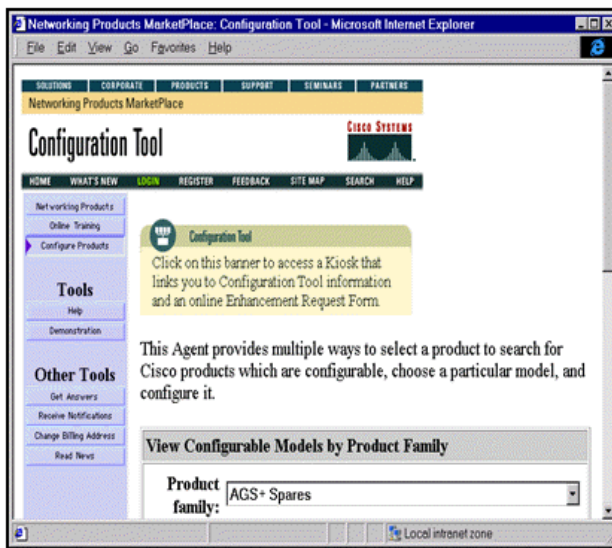 Networking Products MarketPlace: Configuration Tool - Microsoft Internet Explorer
File Edit View Go Favorites Help
SOLUTIONS CORPORATE PRODUCTS SUPPORT SEMINARS PARTNERS
Networking Products MarketPlace
Configuration Tool
CISCO SYSTEMS
HOME WHAT'S NEW LOGIN REGISTER FEEDBACK SITE MAP SEARCH HELP
Networking Products
Online Training
Configure Products
Tools
Help
Demonstration
Other Tools
Get Answers
Receive Notifications
Change Billing Address
Read News
Configuration Tool
Click on this banner to access a Kiosk that
links you to Configuration Tool information
and an online Enhancement Request Form.
This Agent provides multiple ways to select a product to search for
Cisco products which are configurable, choose a particular model, and
configure it.
View Configurable Models by Product Family
Product
family:
AGS+ Spares
Local intranet zone